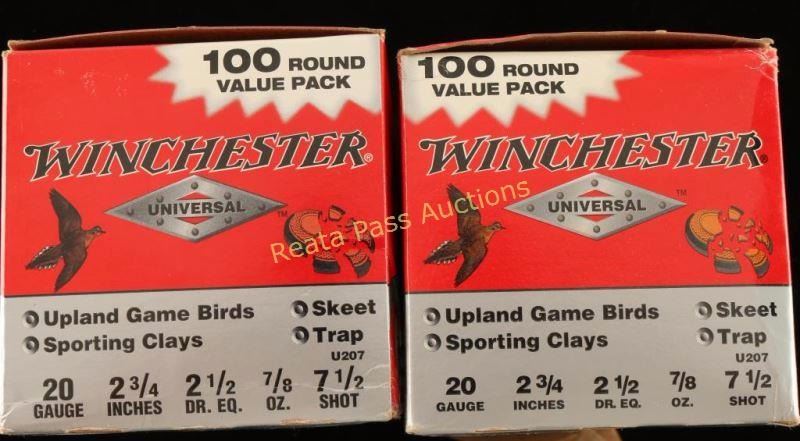 100 ROUND
VALUE PACK
WINCHESTER®
UNIVERSAL ™
Upland Game Birds
Skeet
Sporting Clays
Trap
U207
20 2 3/4 2 1/2 7/8 7 1/2
GAUGE INCHES DR. EQ. OZ. SHOT
100 ROUND
VALUE PACK
WINCHESTER®
UNIVERSAL ™
Upland Game Birds
Skeet
Sporting Clays
Trap
U207
20 2 3/4 2 1/2 7/8 7 1/2
GAUGE INCHES DR. EQ. OZ. SHOT
Reata Pass Auctions